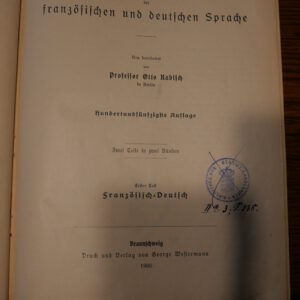 der
französischen und deutschen Sprache
Neu bearbeitet
von
Professor Otto Kabisch
in Berlin
Hundertundfünfzigste Auflage
Zwei Teile in zwei Bänden
Erster Teil
Französisch-Deutsch
Braunschweig
Druck und Verlag von George Westermann